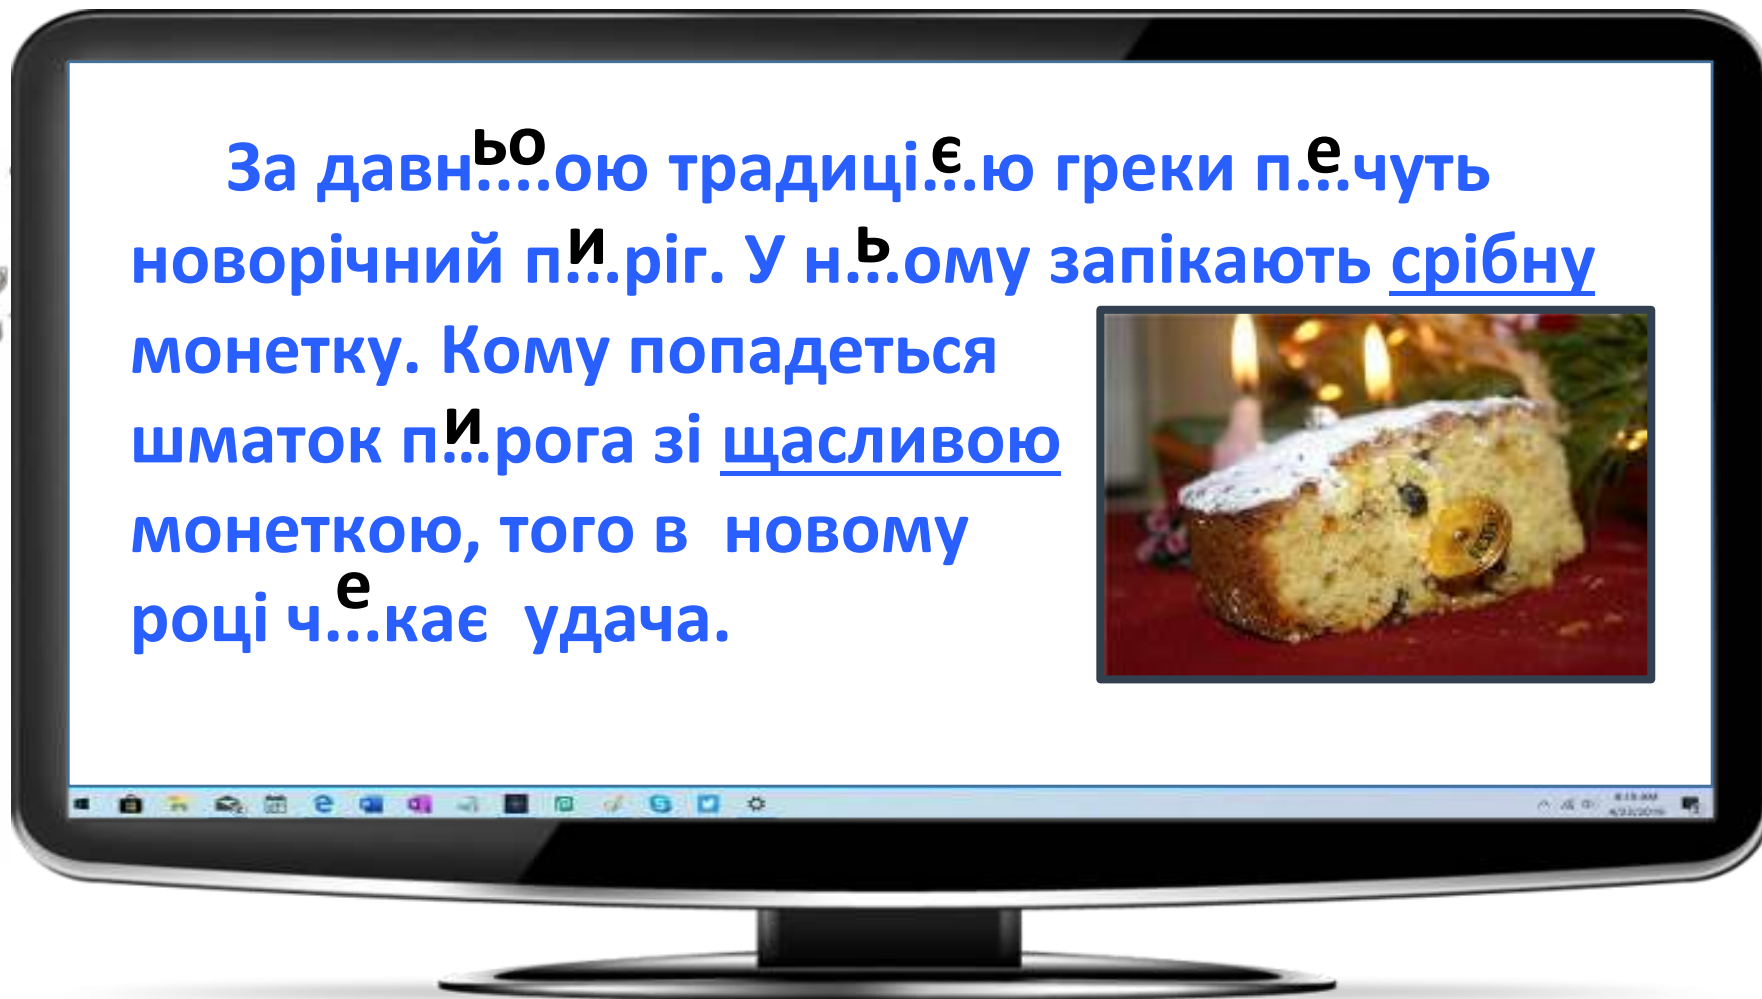 За давн..ьо..ою традиці.є..ю греки п.е..чуть
новорічний п.и..ріг. У н.ь..ому запікають срібну
монетку. Кому попадеться
шматок п.и..рога зі щасливою
монеткою, того в новому
році ч.е..кає удача.